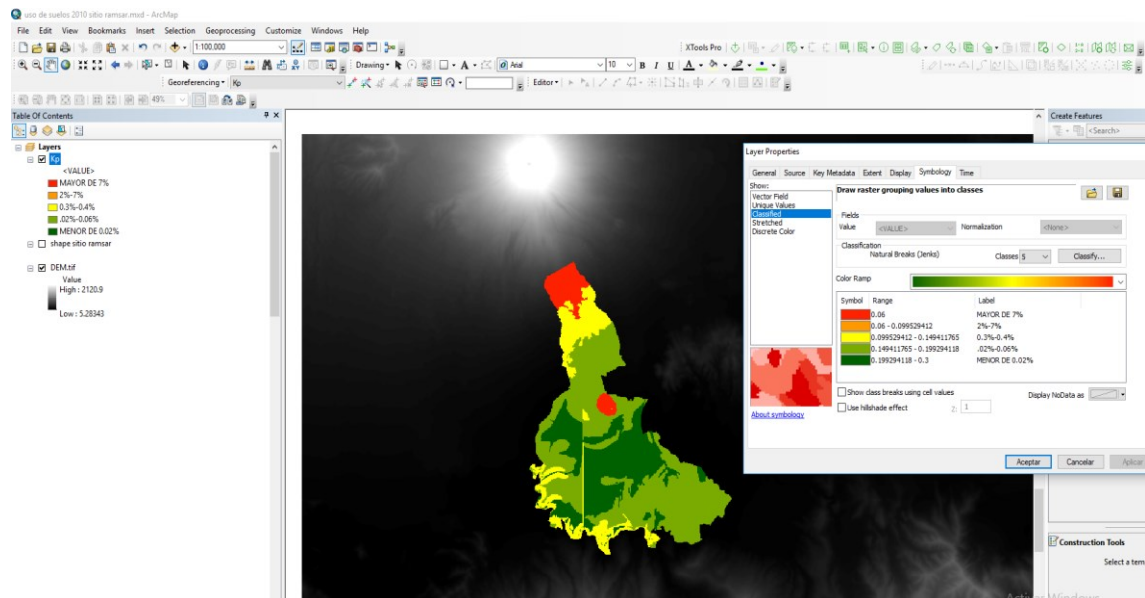 uso de suelos 2010 sitio ramsar.mxd - ArcMap
File Edit View Bookmarks Insert Selection Geoprocessing Customize Windows Help
1:100,000
XTools Pro
Drawing
Arial
10
B I U A
Georeferencing Kp
Editor
49%
Table Of Contents
Layers
Kp
<VALUE>
MAYOR DE 7%
2%-7%
0.3%-0.4%
.02%-0.06%
MENOR DE 0.02%
shape sitio ramsar
DEM.tif
Value
High : 2120.9
Low : 5.28343
Create Features
<Search>
Layer Properties
General Source Key Metadata Extent Display Symbology Time
Show:
Vector Field
Unique Values
Classified
Stretched
Discrete Color
Draw raster grouping values into classes
Fields
Value <VALUE> Normalization <None>
Classification
Natural Breaks (Jenks) Classes 5 Classify...
Color Ramp
Symbol Range Label
0.06 MAYOR DE 7%
0.06 - 0.099529412 2%-7%
0.099529412 - 0.149411765 0.3%-0.4%
0.149411765 - 0.199294118 .02%-0.06%
0.199294118 - 0.3 MENOR DE 0.02%
Show class breaks using cell values
Display NoData as
Use hillshade effect Z: 1
About symbology
Aceptar Cancelar Aplicar
Construction Tools
Select a tem
Windows